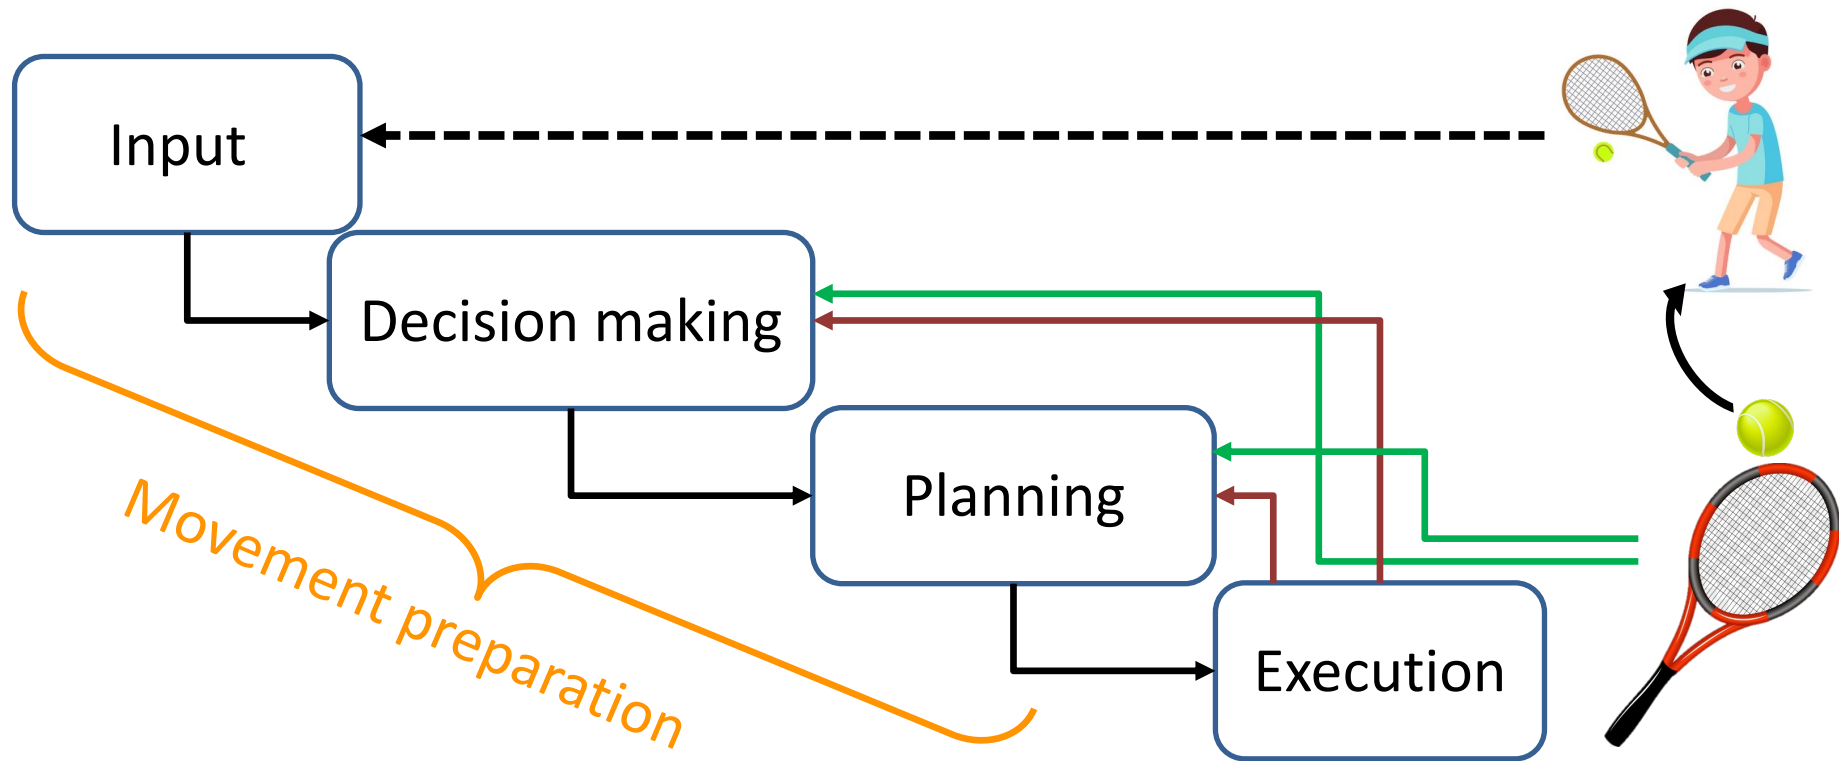 Input
Decision making
Planning
Execution
Movement preparation